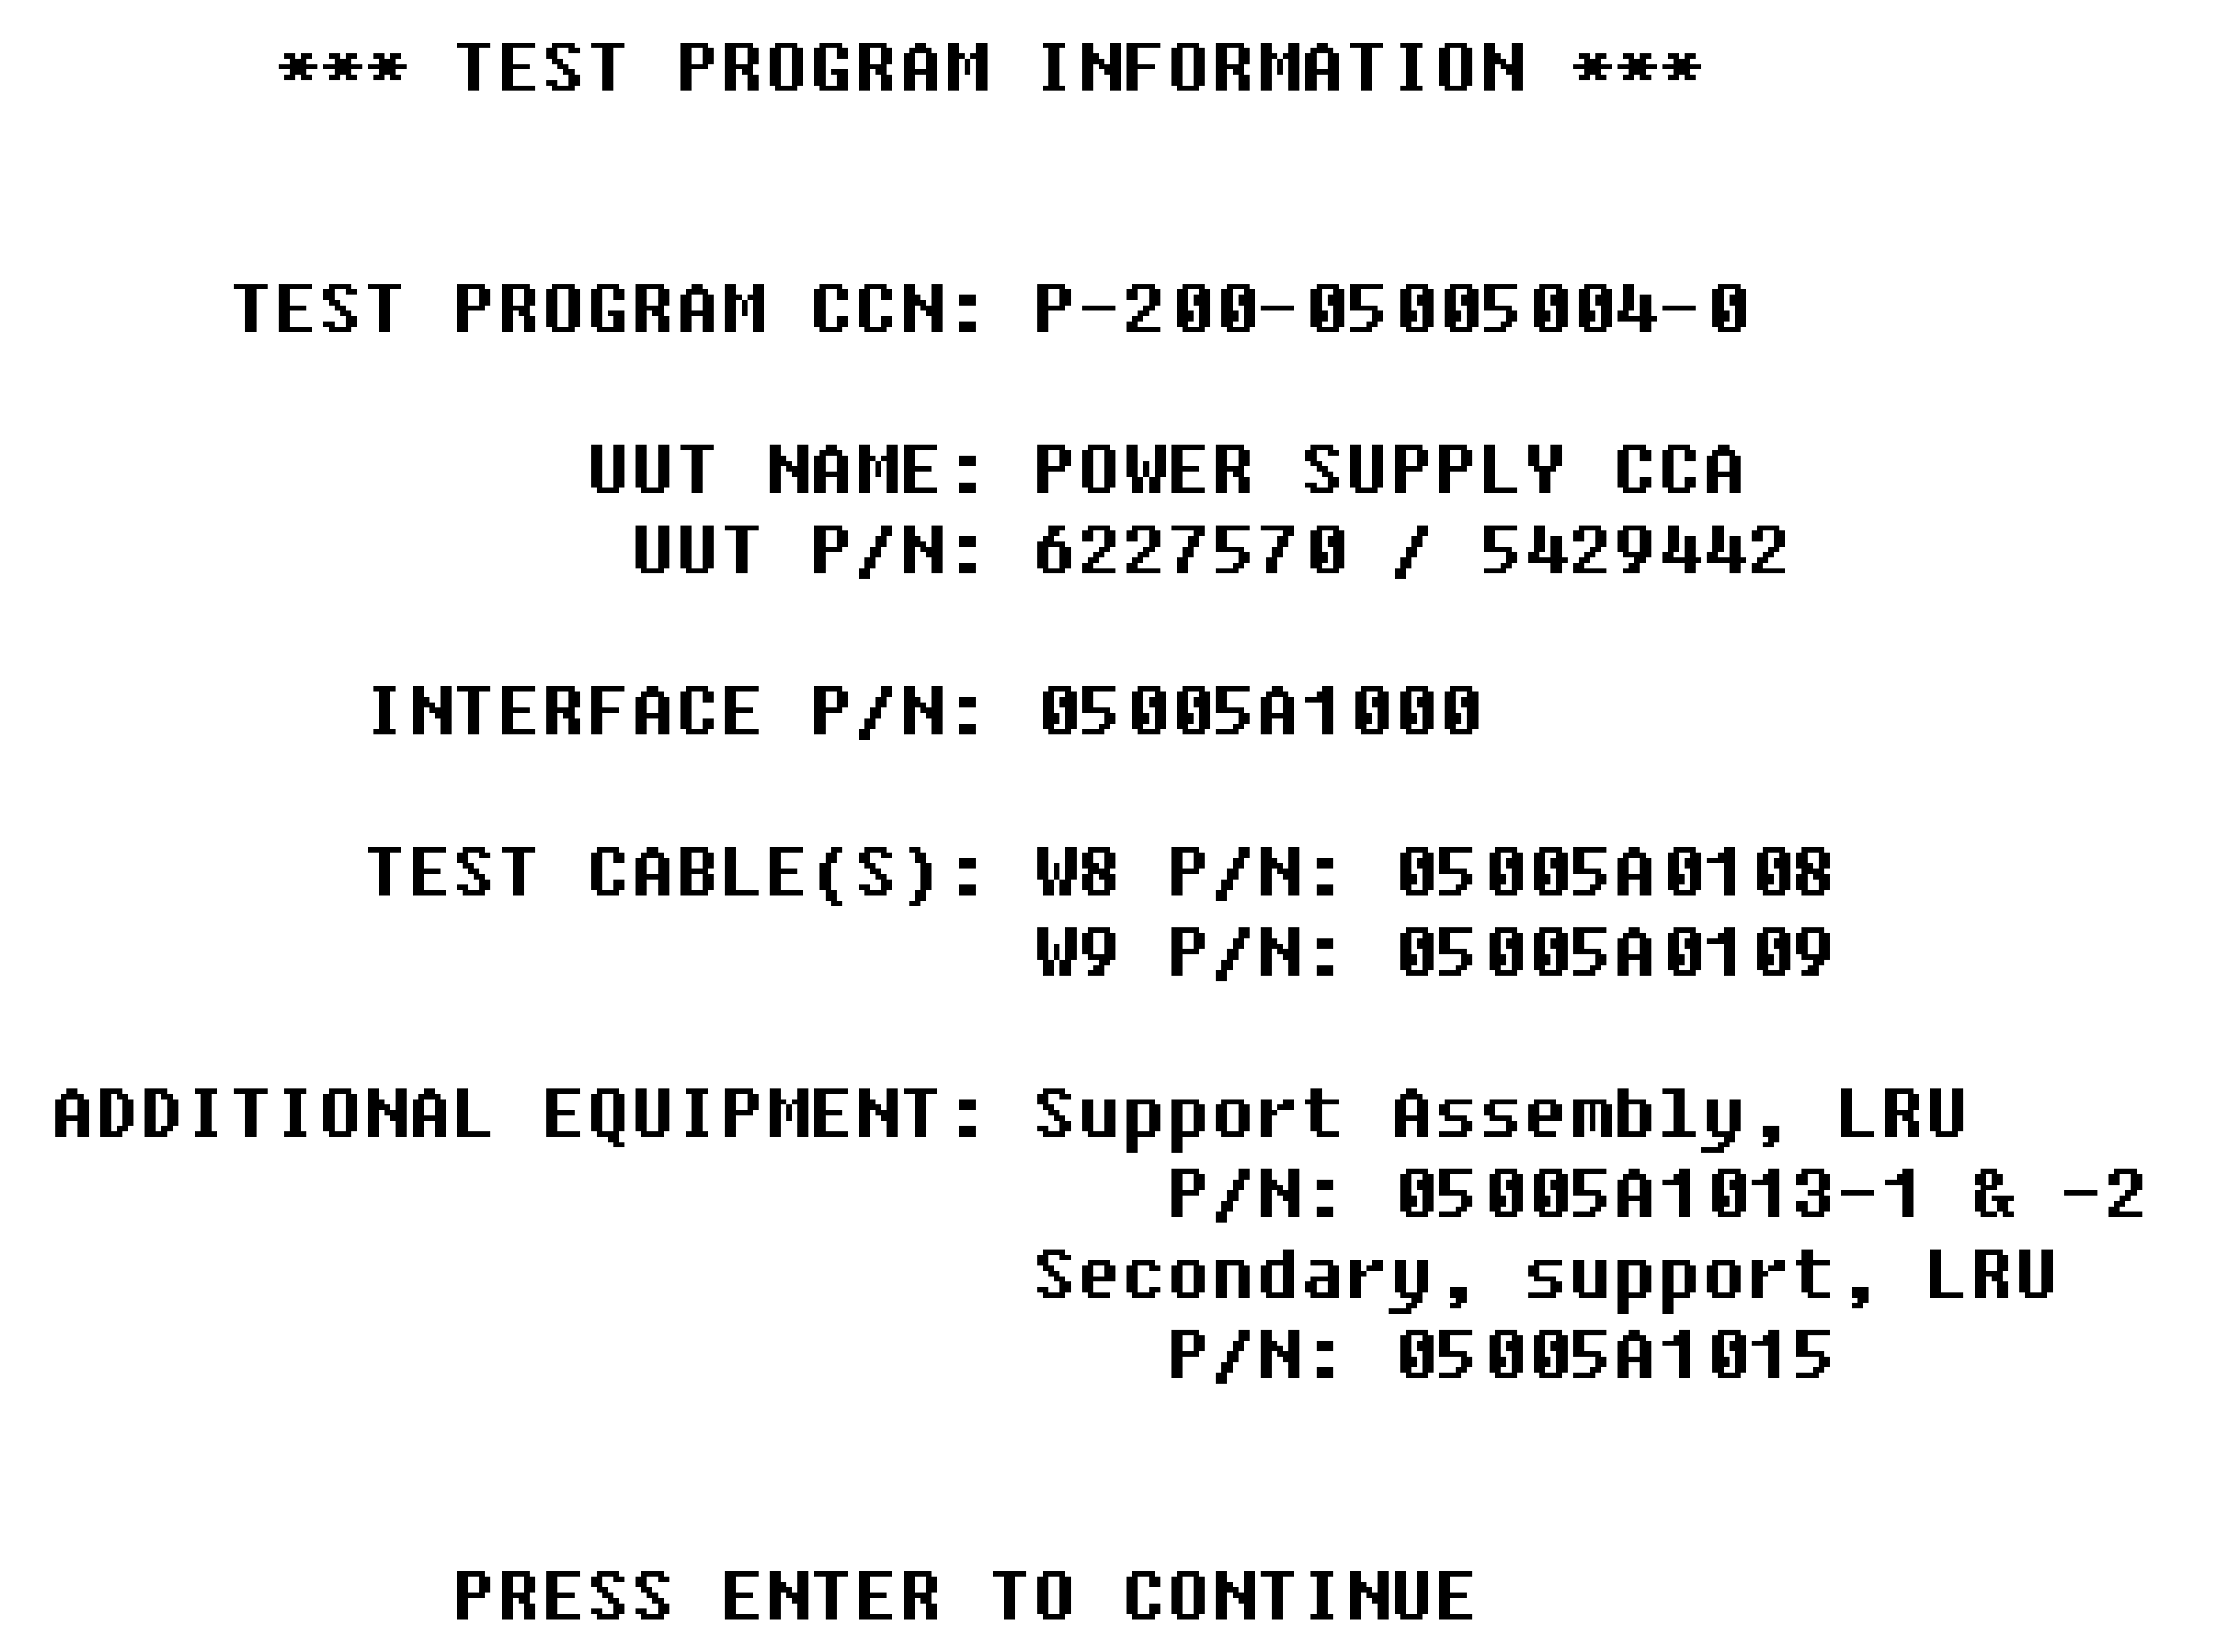 *** TEST PROGRAM INFORMATION ***
TEST PROGRAM CCN: P-200-05005004-0
UUT NAME: POWER SUPPLY CCA
UUT P/N: 6227570 / 5429442
INTERFACE P/N: 05005A1000
TEST CABLE(S): W8 P/N: 05005A0108
W9 P/N: 05005A0109
ADDITIONAL EQUIPMENT: Support Assembly, LRU
P/N: 05005A1013-1 & -2
Secondary, support, LRU
P/N: 05005A1015
PRESS ENTER TO CONTINUE